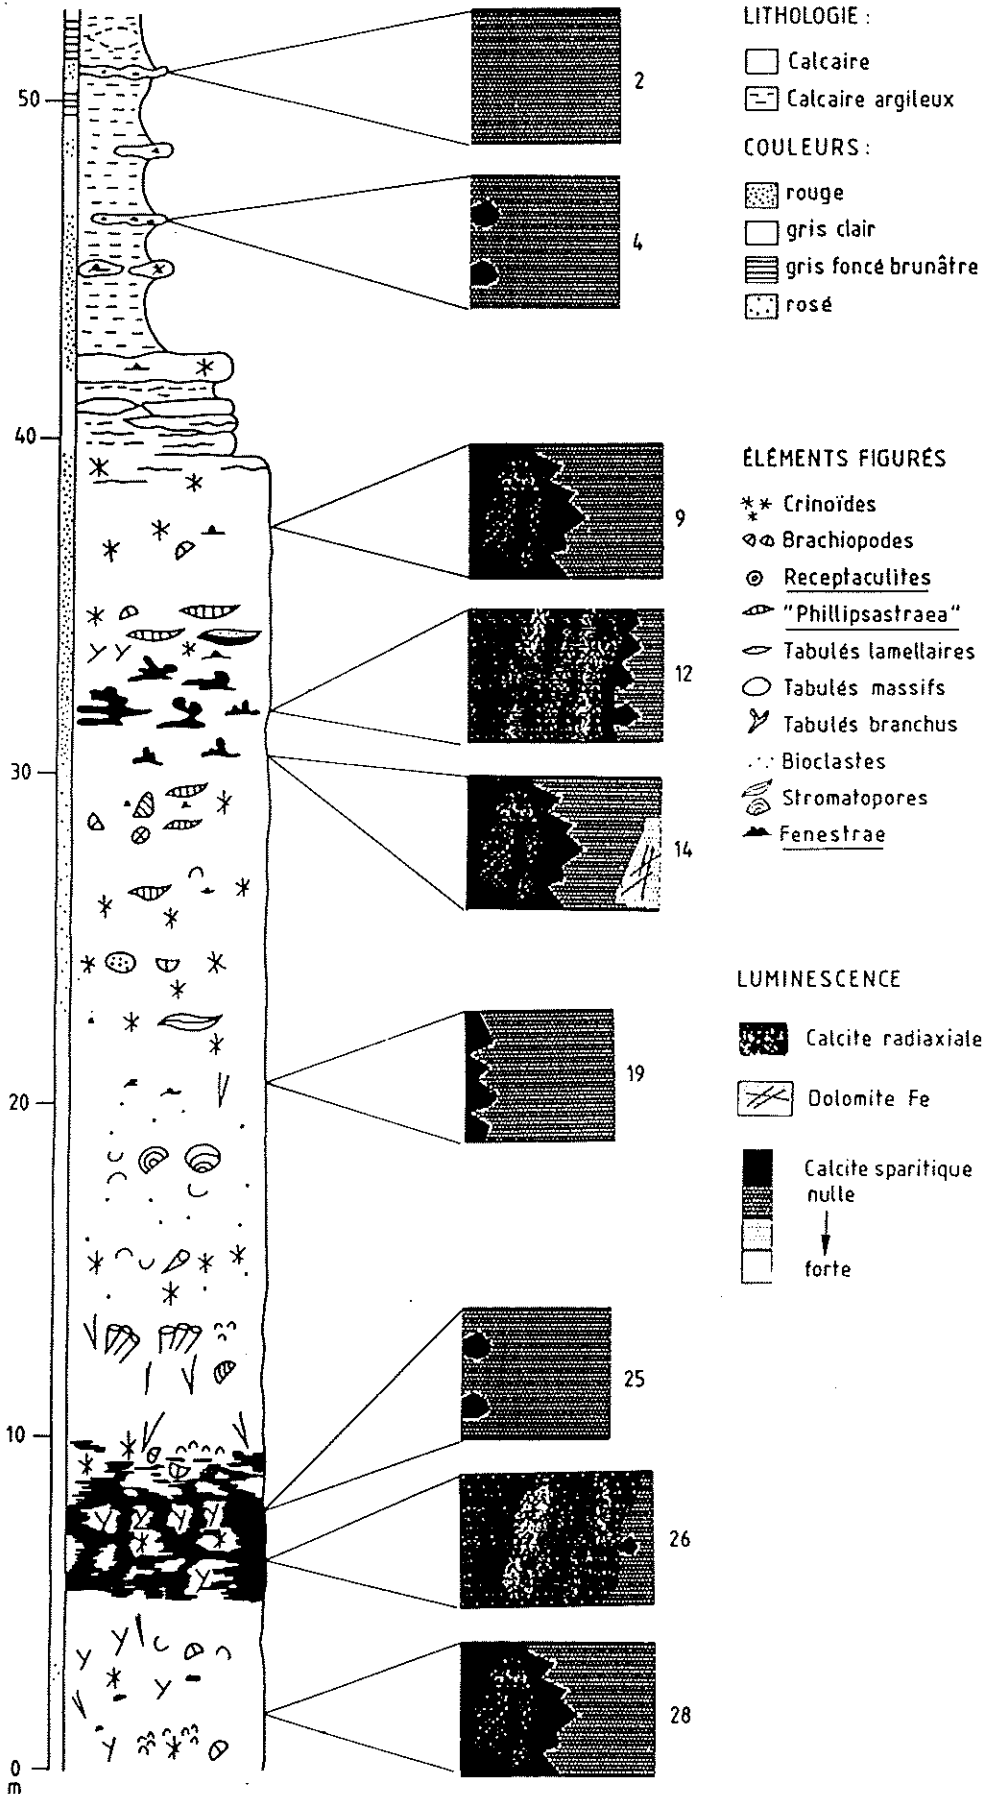 50
40
30
20
10
0
m
2
4
9
12
14
19
25
26
28
LITHOLOGIE :
Calcaire
Calcaire argileux
COULEURS :
rouge
gris clair
gris foncé brunâtre
rosé
ÉLÉMENTS FIGURÉS
Crinoïdes
Brachiopodes
Receptaculites
"Phillipsastraea"
Tabulés lamellaires
Tabulés massifs
Tabulés branchus
Bioclastes
Stromatopores
Fenestrae
LUMINESCENCE
Calcite radiaxiale
Dolomite Fe
Calcite sparitique
nulle
forte